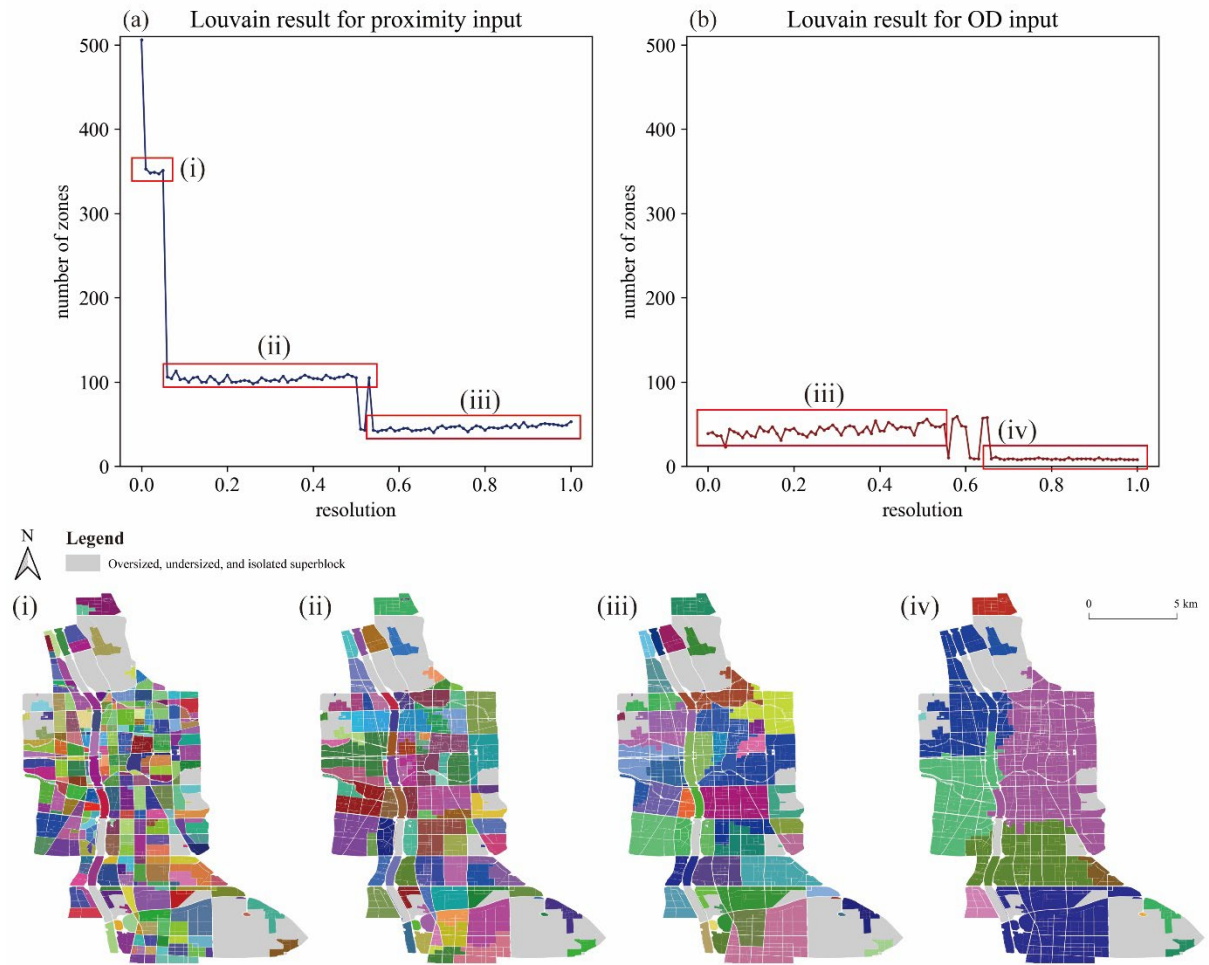 (a) Louvain result for proximity input
500
400
300
200
100
0
number of zones
(i)
(ii)
(iii)
0.0 0.2 0.4 0.6 0.8 1.0
resolution
(b) Louvain result for OD input
500
400
300
200
100
0
number of zones
(iii)
(iv)
0.0 0.2 0.4 0.6 0.8 1.0
resolution
N
Legend
Oversized, undersized, and isolated superblock
(i)
(ii)
(iii)
(iv)
0 5 km